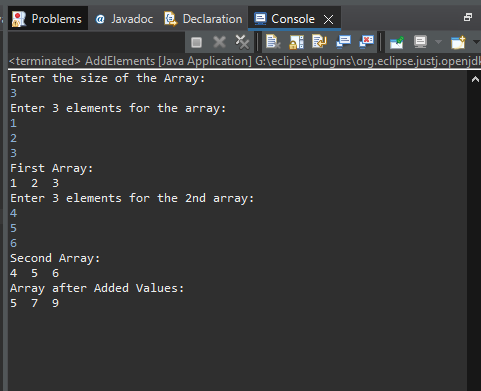 Problems @ Javadoc Declaration Console
<terminated> AddElements [Java Application] G:\eclipse\plugins\org.eclipse.justj.openjdk
Enter the size of the Array:
3
Enter 3 elements for the array:
1
2
3
First Array:
1 2 3
Enter 3 elements for the 2nd array:
4
5
6
Second Array:
4 5 6
Array after Added Values:
5 7 9